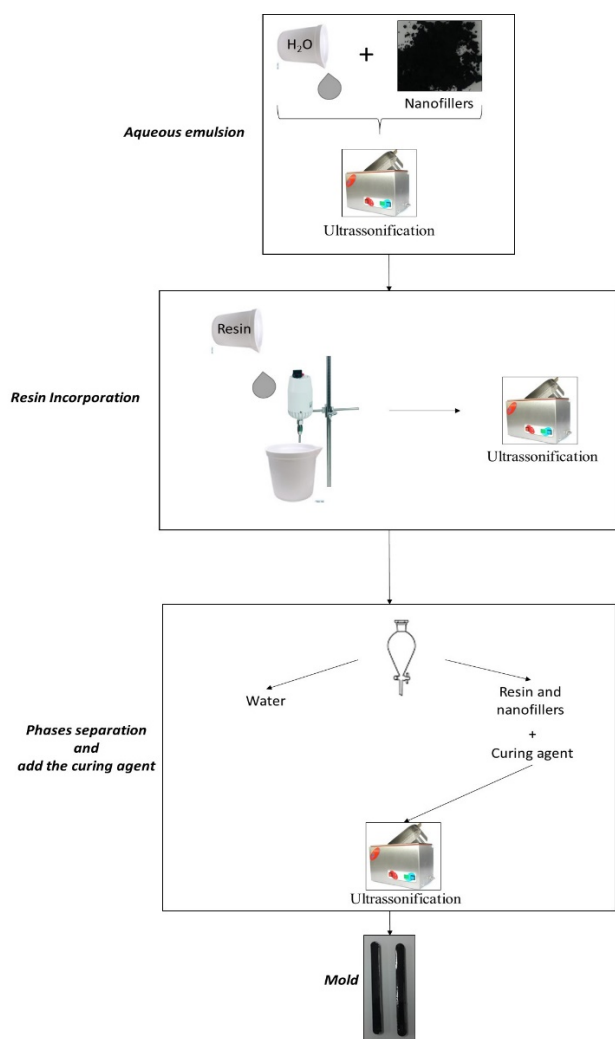 H₂O
+
Nanofillers
Aqueous emulsion
Ultrassonification
Resin
Resin Incorporation
Ultrassonification
Water
Resin and
nanofillers
+
Curing agent
Phases separation
and
add the curing agent
Ultrassonification
Mold